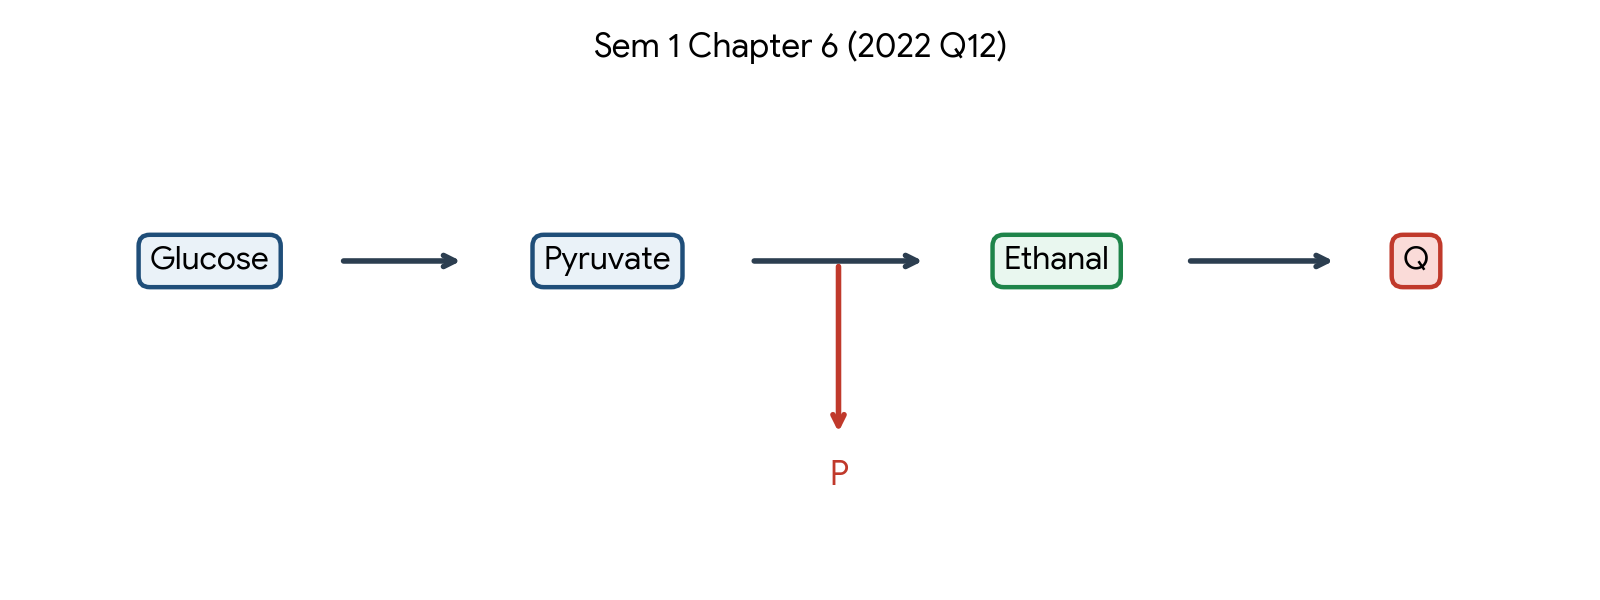 Sem 1 Chapter 6 (2022 Q12)
Glucose
Pyruvate
Ethanal
Q
P